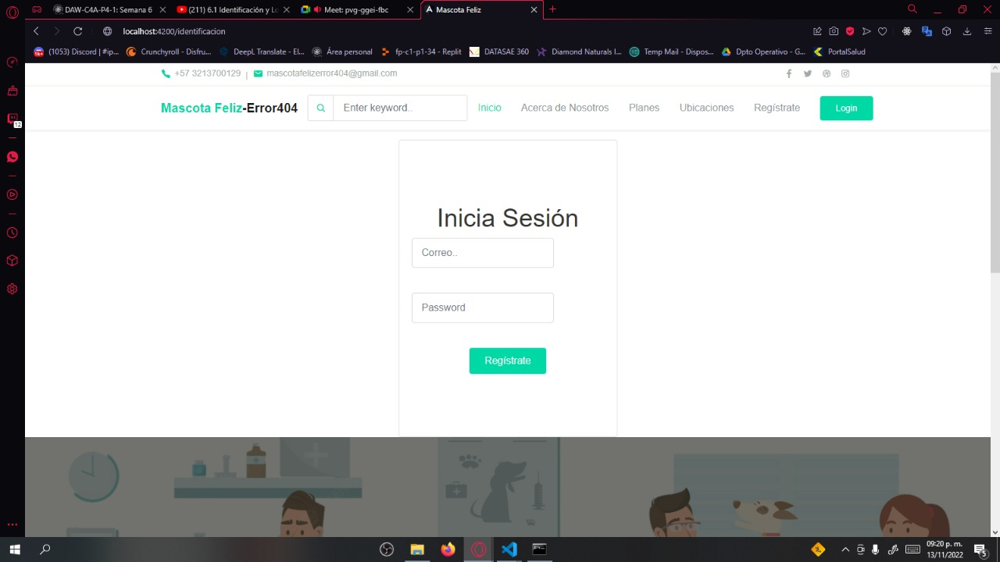 DAW-C4A-P4-1: Semana 6
(211) 6.1 Identificación y Lo
Meet: pvg-ggei-fbc
Mascota Feliz
localhost:4200/identificacion
(1053) Discord | #ip...
Crunchyroll - Disfru...
DeepL Translate - El...
Área personal
fp-c1-p1-34 - Replit
DATASAE 360
Diamond Naturals I...
Temp Mail - Dispos...
Dpto Operativo - G...
PortalSalud
+57 3213700129 | mascotafelizerror404@gmail.com
Mascota Feliz-Error404
Enter keyword..
Inicio
Acerca de Nosotros
Planes
Ubicaciones
Regístrate
Login
12
Inicia Sesión
Correo..
Password
Regístrate
09:20 p. m.
13/11/2022
5